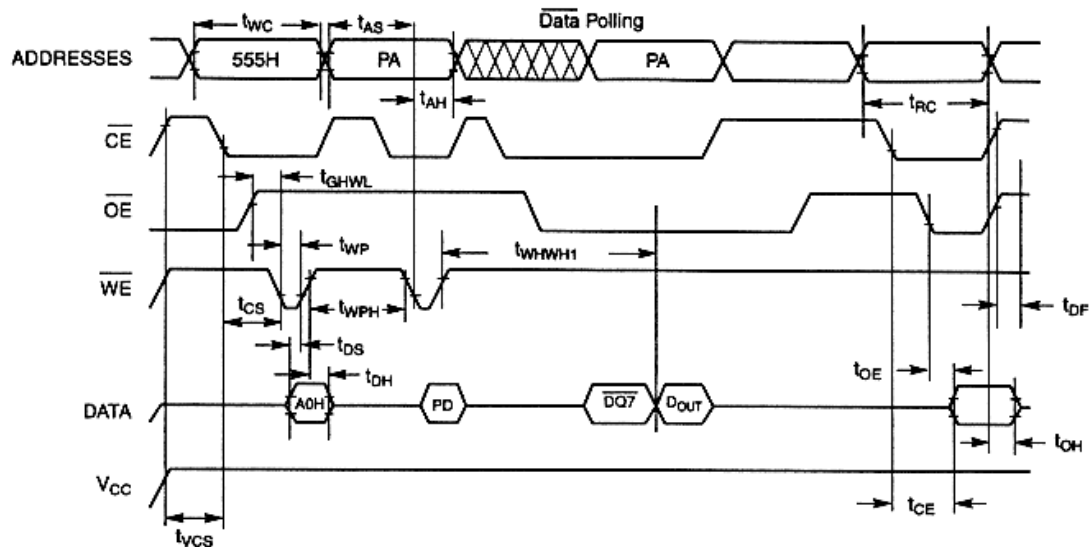 Data Polling
tWC
tAS
ADDRESSES
555H
PA
PA
tAH
tRC
CE
tGHWL
OE
tWP
tWHWH1
WE
tCS
tWPH
tDF
tDS
tOE
tDH
DATA
A0H
PD
DQ7
DOUT
tOH
VCC
tCE
tVCS